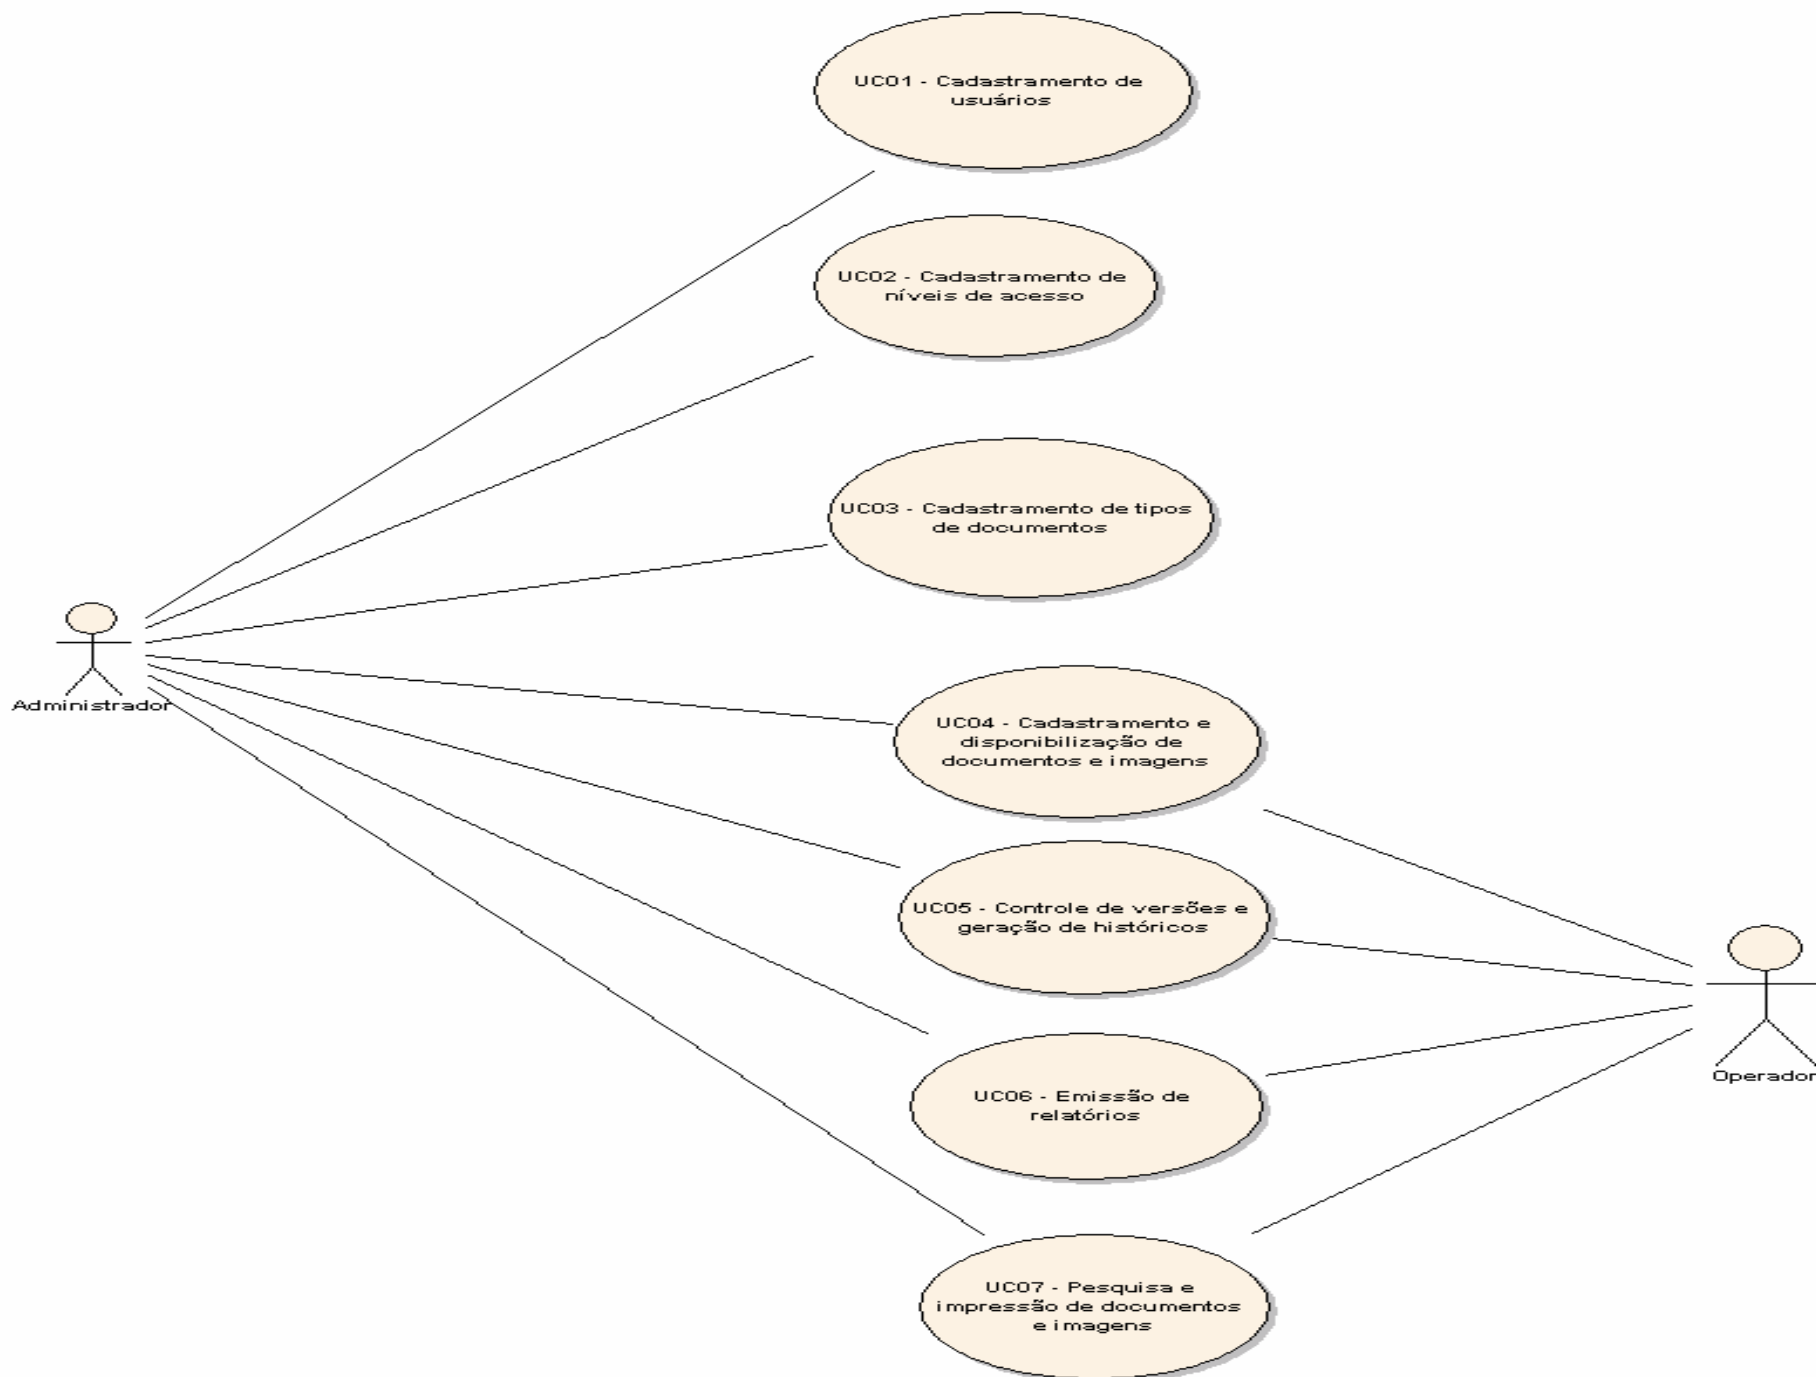 UC01 - Cadastramento de
usuários
UC02 - Cadastramento de
níveis de acesso
UC03 - Cadastramento de tipos
de documentos
Administrador
UC04 - Cadastramento e
disponibilização de
documentos e imagens
UC05 - Controle de versões e
geração de históricos
Operador
UC06 - Emissão de
relatórios
UC07 - Pesquisa e
impressão de documentos
e imagens